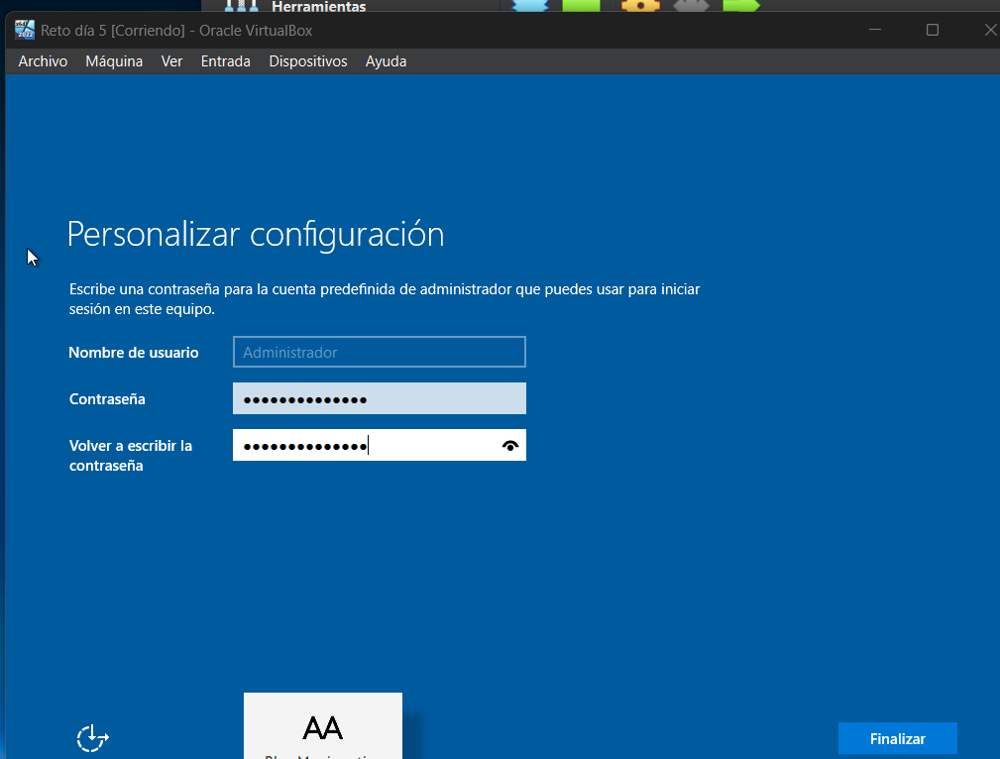 Herramientas
Reto día 5 [Corriendo] - Oracle VirtualBox
Archivo Máquina Ver Entrada Dispositivos Ayuda
Personalizar configuración
Escribe una contraseña para la cuenta predefinida de administrador que puedes usar para iniciar
sesión en este equipo.
Nombre de usuario Administrador
Contraseña ••••••••••••••
Volver a escribir la ••••••••••••••
contraseña
AA
Finalizar